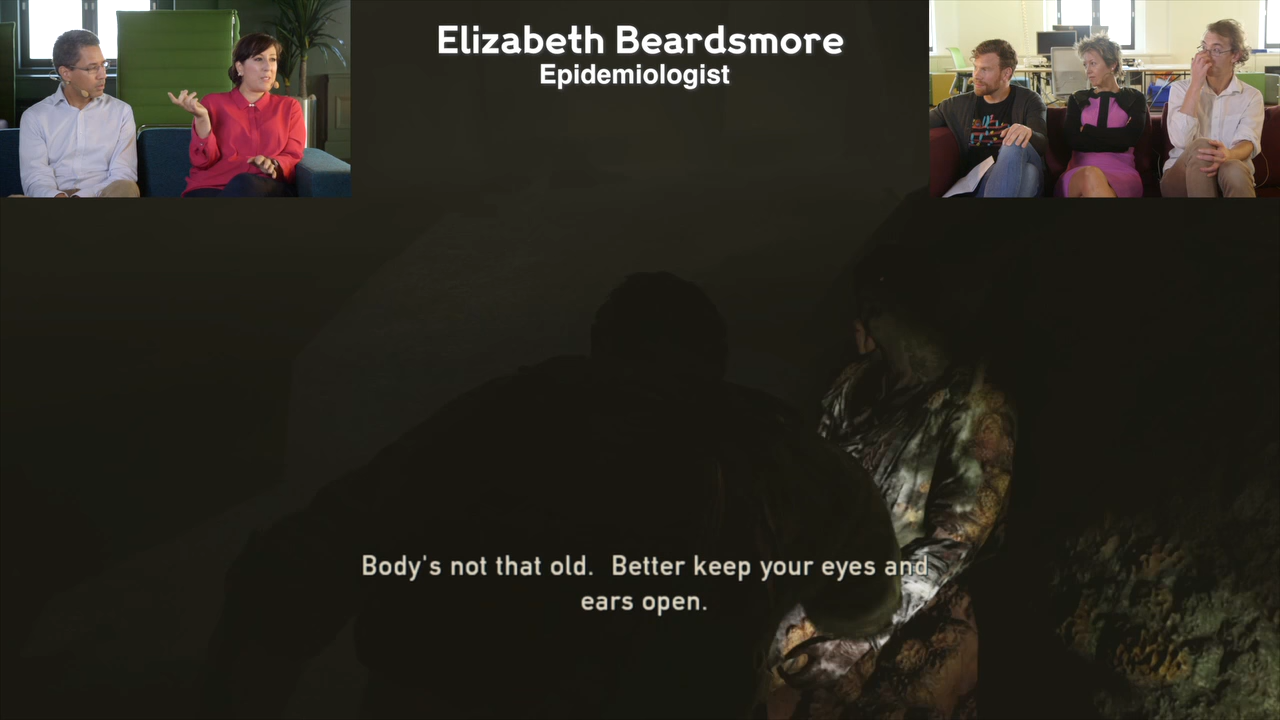 Elizabeth Beardsmore
Epidemiologist
Body's not that old. Better keep your eyes and
ears open.